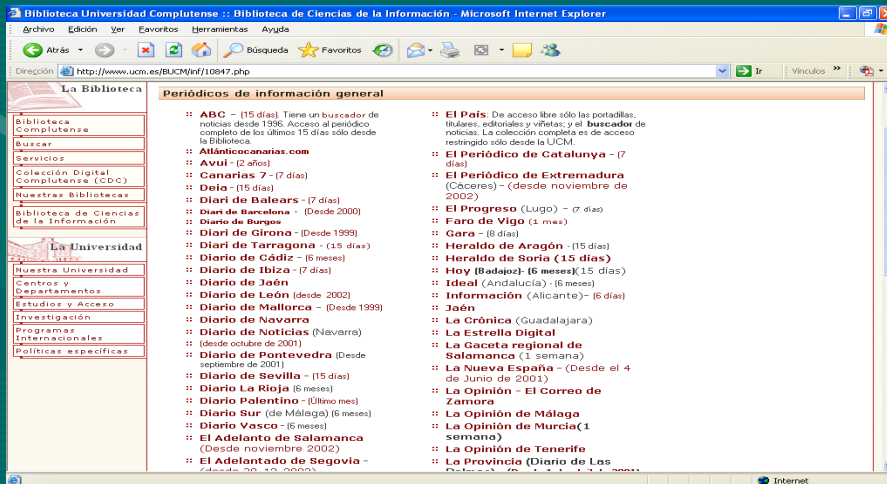 Biblioteca Universidad Complutense :: Biblioteca de Ciencias de la Información - Microsoft Internet Explorer
Archivo Edición Ver Favoritos Herramientas Ayuda
Atrás Búsqueda Favoritos
Dirección http://www.ucm.es/BUCM/inf/10847.php Ir Vínculos »
La Biblioteca
Biblioteca
Complutense
Buscar
Servicios
Colección Digital
Complutense (CDC)
Nuestras Bibliotecas
Biblioteca de Ciencias
de la Información
La Universidad
Nuestra Universidad
Centros y
Departamentos
Estudios y Acceso
Investigación
Programas
Internacionales
Políticas específicas
Periódicos de información general
:: ABC - (15 días). Tiene un buscador de
noticias desde 1996. Acceso al periódico
completo de los últimos 15 días sólo desde
la Biblioteca.
:: Atlánticocanarias.com
:: Avui - (2 años)
:: Canarias 7 - (7 días)
:: Deia - (15 días)
:: Diari de Balears - (7 días)
:: Diari de Barcelona - (Desde 2000)
:: Diario de Burgos
:: Diari de Girona - (Desde 1999)
:: Diari de Tarragona - (15 días)
:: Diario de Cádiz - (6 meses)
:: Diario de Ibiza - (7 días)
:: Diario de Jaén
:: Diario de León (desde 2002)
:: Diario de Mallorca - (Desde 1999)
:: Diario de Navarra
:: Diario de Noticias (Navarra)
:: (desde octubre de 2001)
:: Diario de Pontevedra (Desde
septiembre de 2001)
:: Diario de Sevilla - (15 días)
:: Diario La Rioja (6 meses)
:: Diario Palentino - (Último mes)
:: Diario Sur (de Málaga) (6 meses)
:: Diario Vasco - (6 meses)
:: El Adelanto de Salamanca
(Desde noviembre 2002)
:: El Adelantado de Segovia -
:: El País: De acceso libre sólo las portadillas,
titulares, editoriales y viñetas; y el buscador de
noticias. La colección completa es de acceso
restringido sólo desde la UCM.
:: El Periódico de Catalunya - (7
días)
:: El Periódico de Extremadura
(Cáceres) - (desde noviembre de
2002)
:: El Progreso (Lugo) - (7 días)
:: Faro de Vigo (1 mes)
:: Gara - (8 días)
:: Heraldo de Aragón - (15 días)
:: Heraldo de Soria (15 días)
:: Hoy (Badajoz)- (6 meses)(15 días)
:: Ideal (Andalucía) - (6 meses)
:: Información (Alicante)- (6 días)
:: Jaén
:: La Crónica (Guadalajara)
:: La Estrella Digital
:: La Gaceta regional de
Salamanca (1 semana)
:: La Nueva España - (Desde el 4
de Junio de 2001)
:: La Opinión - El Correo de
Zamora
:: La Opinión de Málaga
:: La Opinión de Murcia(1
semana)
:: La Opinión de Tenerife
:: La Provincia (Diario de Las
Internet